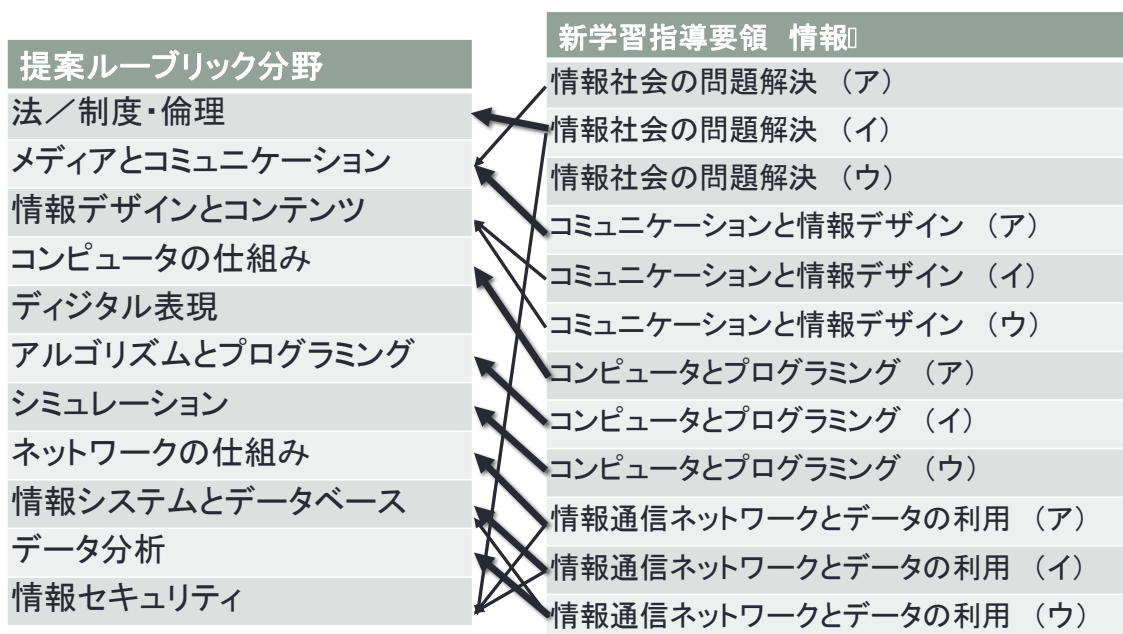 提案ルーブリック分野
法／制度・倫理
メディアとコミュニケーション
情報デザインとコンテンツ
コンピュータの仕組み
ディジタル表現
アルゴリズムとプログラミング
シミュレーション
ネットワークの仕組み
情報システムとデータベース
データ分析
情報セキュリティ
新学習指導要領 情報
情報社会の問題解決 （ア）
情報社会の問題解決 （イ）
情報社会の問題解決 （ウ）
コミュニケーションと情報デザイン （ア）
コミュニケーションと情報デザイン （イ）
コミュニケーションと情報デザイン （ウ）
コンピュータとプログラミング （ア）
コンピュータとプログラミング （イ）
コンピュータとプログラミング （ウ）
情報通信ネットワークとデータの利用 （ア）
情報通信ネットワークとデータの利用 （イ）
情報通信ネットワークとデータの利用 （ウ）